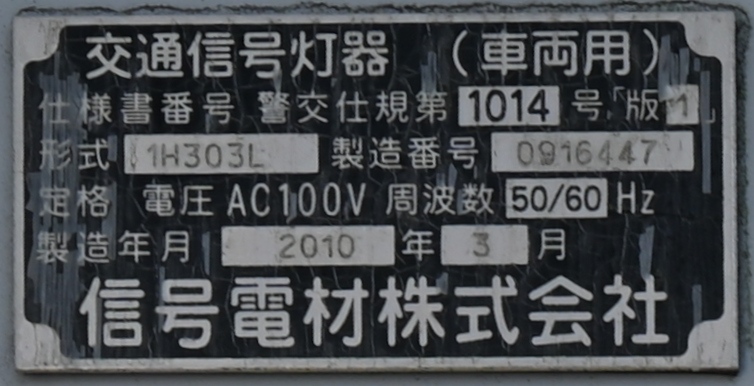 交通信号灯器 （車両用）
仕様書番号 警交仕規第 1014 号「版1」
形式 1H303L 製造番号 0916447
定格 電圧 AC100V 周波数 50/60 Hz
製造年月 2010 年 3 月
信号電材株式会社